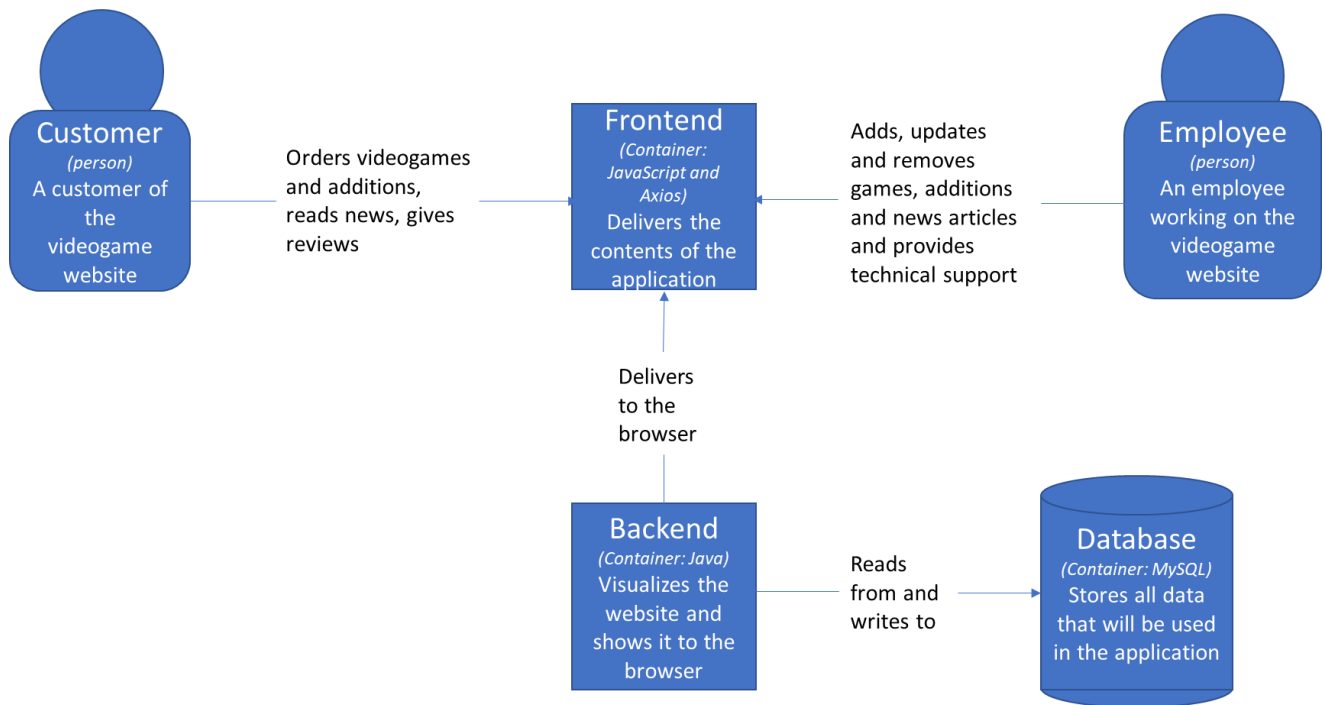 Customer
(person)
A customer of
the
videogame
website
Orders videogames
and additions,
reads news, gives
reviews
Frontend
(Container:
JavaScript and
Axios)
Delivers the
contents of the
application
Adds, updates
and removes
games, additions
and news articles
and provides
technical support
Employee
(person)
An employee
working on the
videogame
website
Delivers
to the
browser
Backend
(Container: Java)
Visualizes the
website and
shows it to the
browser
Reads
from and
writes to
Database
(Container: MySQL)
Stores all data
that will be used
in the application